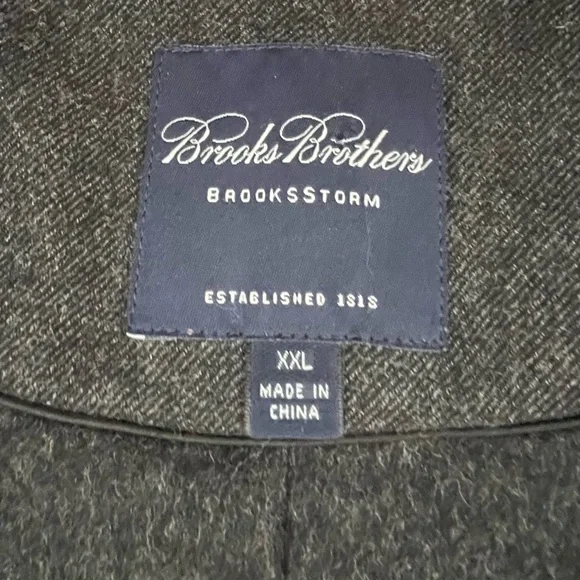 Brooks Brothers
BROOKSSTORM
ESTABLISHED 1818
XXL
MADE IN
CHINA